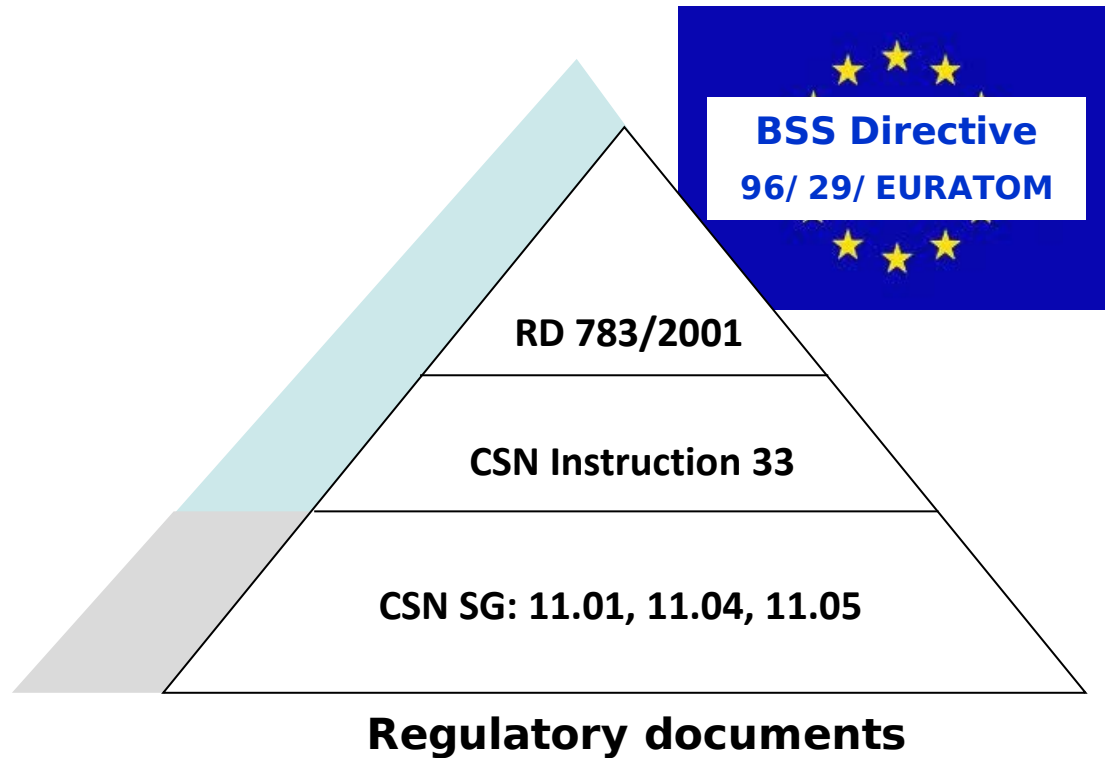 BSS Directive
96/ 29/ EURATOM
RD 783/2001
CSN Instruction 33
CSN SG: 11.01, 11.04, 11.05
Regulatory documents